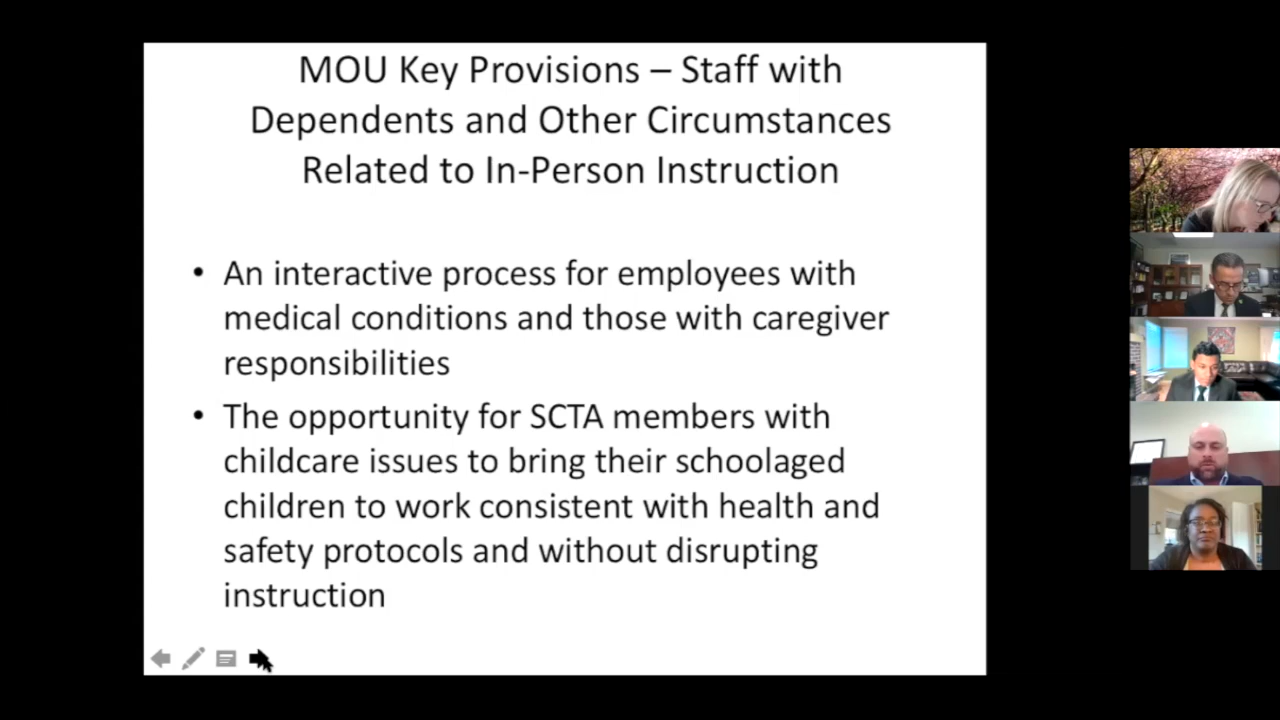 MOU Key Provisions – Staff with
Dependents and Other Circumstances
Related to In-Person Instruction
• An interactive process for employees with
medical conditions and those with caregiver
responsibilities
• The opportunity for SCTA members with
childcare issues to bring their schoolaged
children to work consistent with health and
safety protocols and without disrupting
instruction